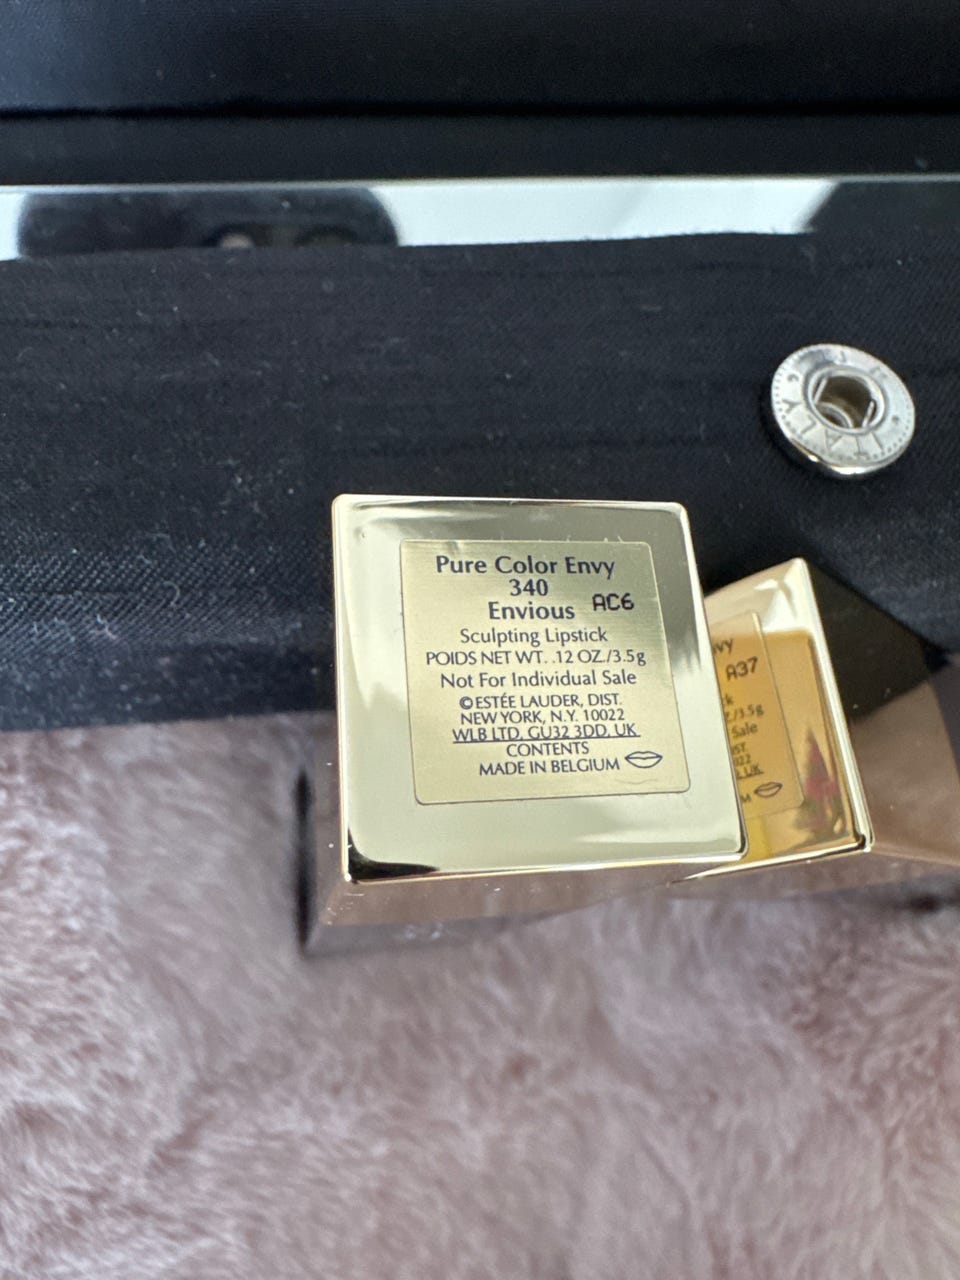 Pure Color Envy
340
Envious AC6
Sculpting Lipstick
POIDS NET WT. .12 OZ./3.5g
Not For Individual Sale
©ESTÉE LAUDER, DIST.
NEW YORK, N.Y. 10022
WLB LTD, GU32 3DD, UK
CONTENTS
MADE IN BELGIUM
A37
/3.5g
Sale
UK
ITALY